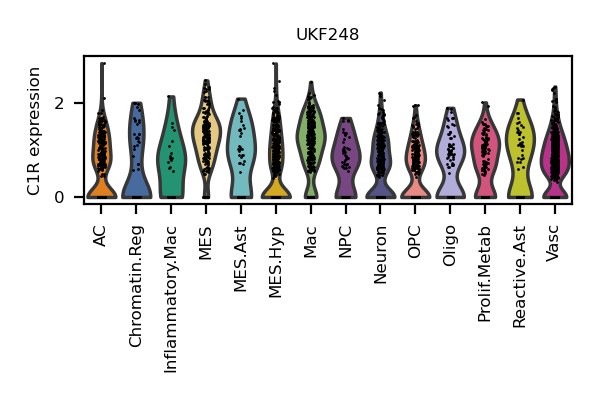 UKF248
C1R expression
2
0
AC
Chromatin.Reg
Inflammatory.Mac
MES
MES.Ast
MES.Hyp
Mac
NPC
Neuron
OPC
Oligo
Prolif.Metab
Reactive.Ast
Vasc